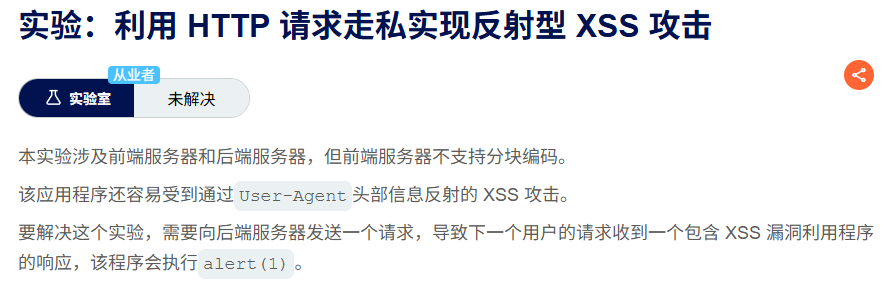 实验：利用 HTTP 请求走私实现反射型 XSS 攻击
从业者
实验室 未解决
本实验涉及前端服务器和后端服务器，但前端服务器不支持分块编码。
该应用程序还容易受到通过 User-Agent 头部信息反射的 XSS 攻击。
要解决这个实验，需要向后端服务器发送一个请求，导致下一个用户的请求收到一个包含 XSS 漏洞利用程序
的响应，该程序会执行 alert(1) 。